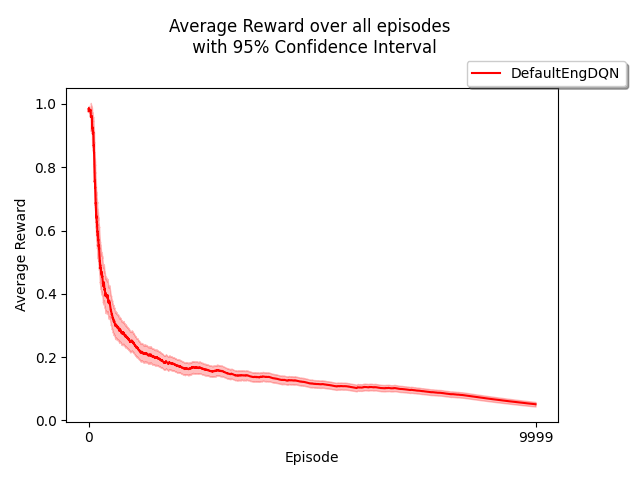 Average Reward over all episodes
with 95% Confidence Interval
DefaultEngDQN
1.0
0.8
0.6
0.4
0.2
0.0
Average Reward
0
9999
Episode